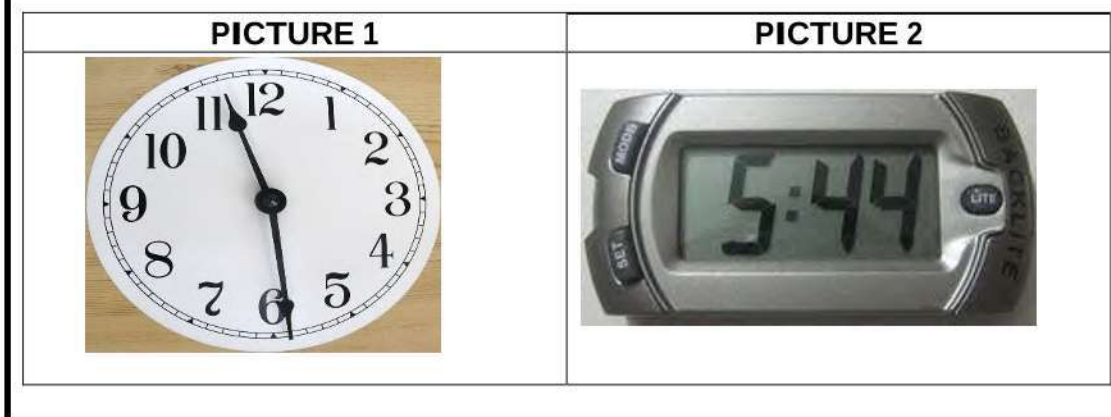 PICTURE 1
PICTURE 2
12
11
1
10
2
9
3
8
4
7
5
6
MODE
SET
5:44
LITE
BACKLITE